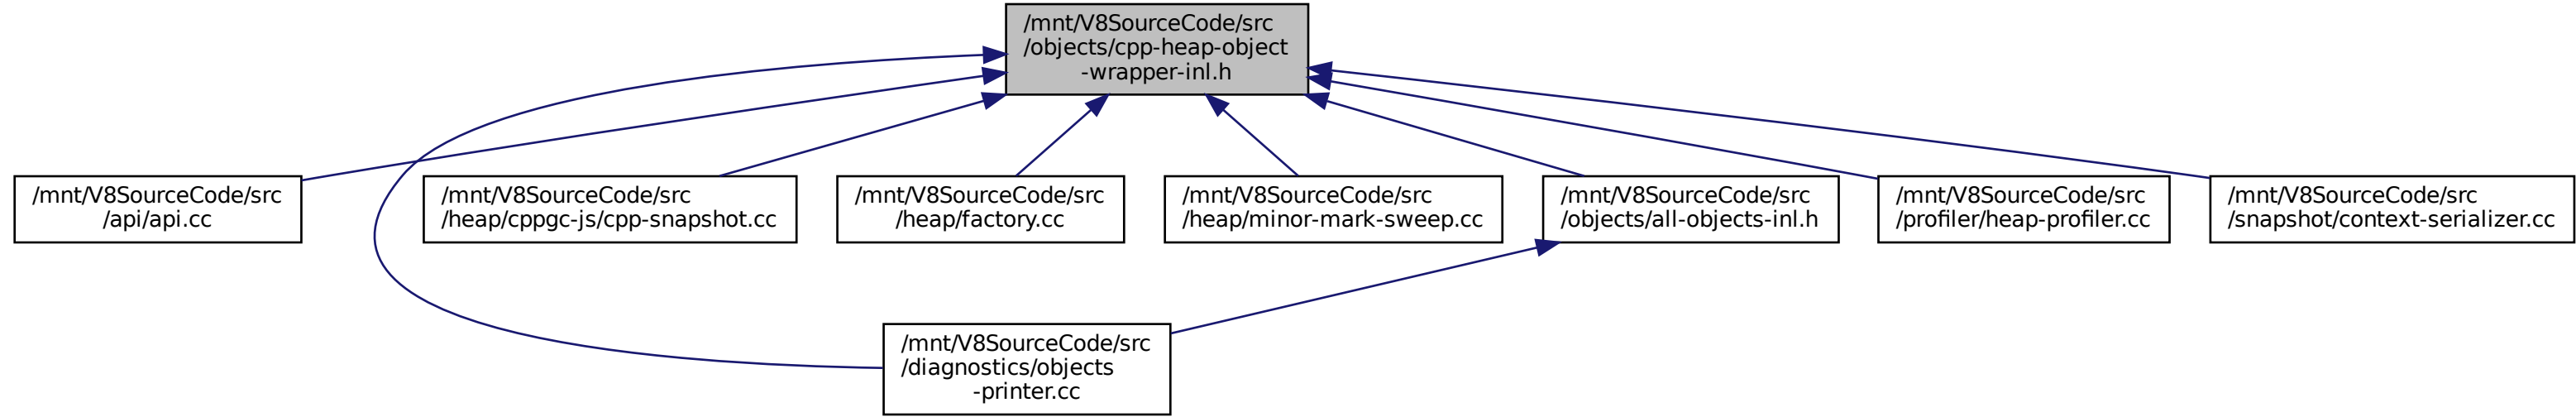 /mnt/V8SourceCode/src
/objects/cpp-heap-object
-wrapper-inl.h
/mnt/V8SourceCode/src
/api/api.cc
/mnt/V8SourceCode/src
/heap/cppgc-js/cpp-snapshot.cc
/mnt/V8SourceCode/src
/heap/factory.cc
/mnt/V8SourceCode/src
/heap/minor-mark-sweep.cc
/mnt/V8SourceCode/src
/objects/all-objects-inl.h
/mnt/V8SourceCode/src
/profiler/heap-profiler.cc
/mnt/V8SourceCode/src
/snapshot/context-serializer.cc
/mnt/V8SourceCode/src
/diagnostics/objects
-printer.cc